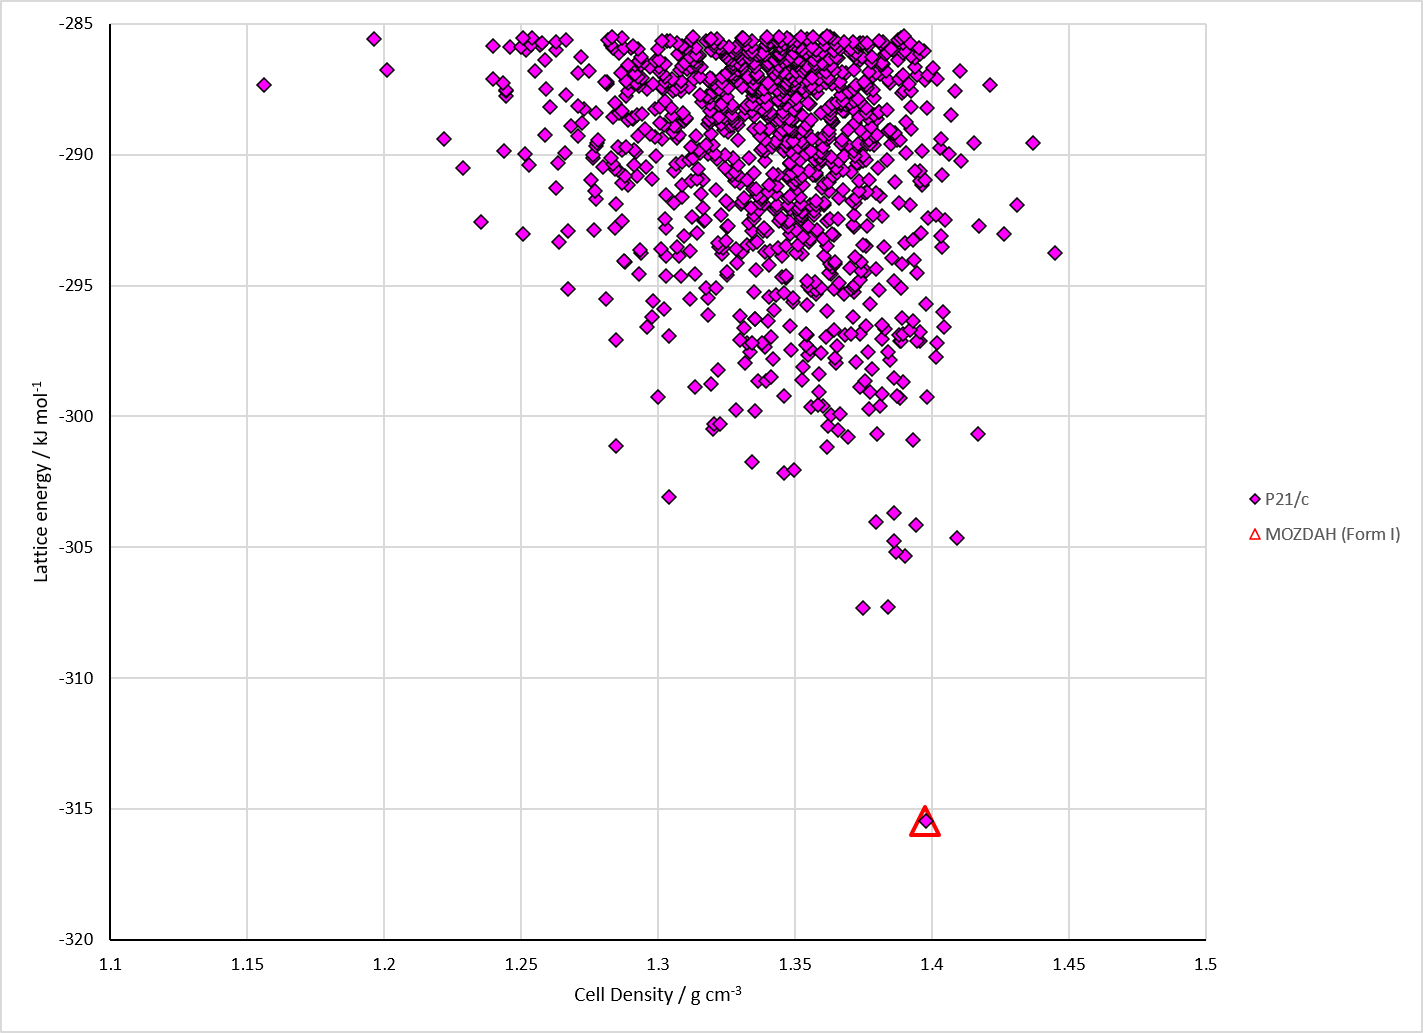 -285
-290
-295
-300
-305
-310
-315
-320
Lattice energy / kJ mol-1
1.1 1.15 1.2 1.25 1.3 1.35 1.4 1.45 1.5
Cell Density / g cm-3
P21/c
MOZDAH (Form I)